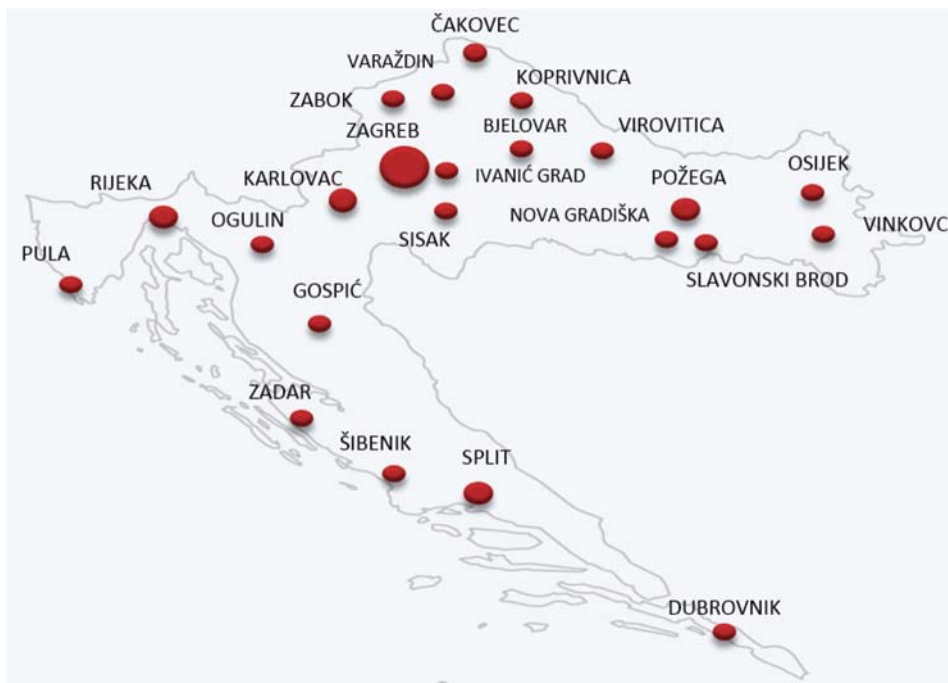 ČAKOVEC
VARAŽDIN
KOPRIVNICA
ZABOK
ZAGREB
BJELOVAR
VIROVITICA
OSIJEK
IVANIĆ GRAD
KARLOVAC
POŽEGA
RIJEKA
OGULIN
NOVA GRADIŠKA
SISAK
VINKOVC
PULA
SLAVONSKI BROD
GOSPIĆ
ZADAR
ŠIBENIK
SPLIT
DUBROVNIK